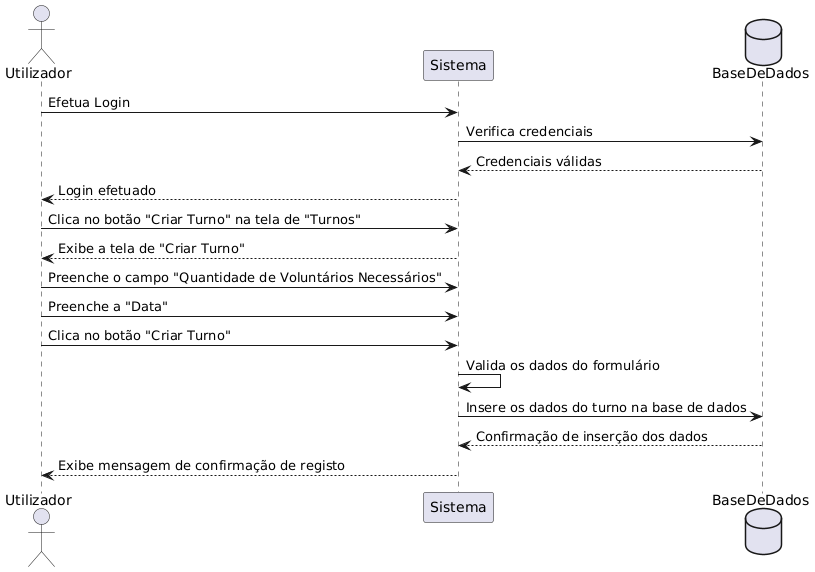 Utilizador
Sistema
BaseDeDados
Efetua Login
Verifica credenciais
Credenciais válidas
Login efetuado
Clica no botão "Criar Turno" na tela de "Turnos"
Exibe a tela de "Criar Turno"
Preenche o campo "Quantidade de Voluntários Necessários"
Preenche a "Data"
Clica no botão "Criar Turno"
Valida os dados do formulário
Insere os dados do turno na base de dados
Confirmação de inserção dos dados
Exibe mensagem de confirmação de registo
Utilizador
Sistema
BaseDeDados